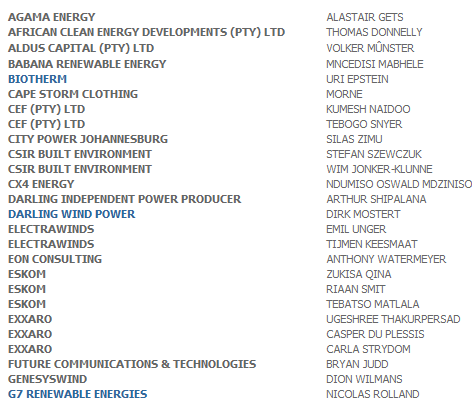 AGAMA ENERGY ALASTAIR GETS
AFRICAN CLEAN ENERGY DEVELOPMENTS (PTY) LTD THOMAS DONNELLY
ALDUS CAPITAL (PTY) LTD VOLKER MÛNSTER
BABANA RENEWABLE ENERGY MNCEDISI MABHELE
BIOTHERM URI EPSTEIN
CAPE STORM CLOTHING MORNE
CEF (PTY) LTD KUMESH NAIDOO
CEF (PTY) LTD TEBOGO SNYER
CITY POWER JOHANNESBURG SILAS ZIMU
CSIR BUILT ENVIRONMENT STEFAN SZEWCZUK
CSIR BUILT ENVIRONMENT WIM JONKER-KLUNNE
CX4 ENERGY NDUMISO OSWALD MDZINISO
DARLING INDEPENDENT POWER PRODUCER ARTHUR SHIPALANA
DARLING WIND POWER DIRK MOSTERT
ELECTRAWINDS EMIL UNGER
ELECTRAWINDS TIJMEN KEESMAAT
EON CONSULTING ANTHONY WATERMEYER
ESKOM ZUKISA QINA
ESKOM RIAAN SMIT
ESKOM TEBATSO MATLALA
EXXARO UGESHREE THAKURPERSAD
EXXARO CASPER DU PLESSIS
EXXARO CARLA STRYDOM
FUTURE COMMUNICATIONS & TECHNOLOGIES BRYAN JUDD
GENESYSWIND DION WILMANS
G7 RENEWABLE ENERGIES NICOLAS ROLLAND